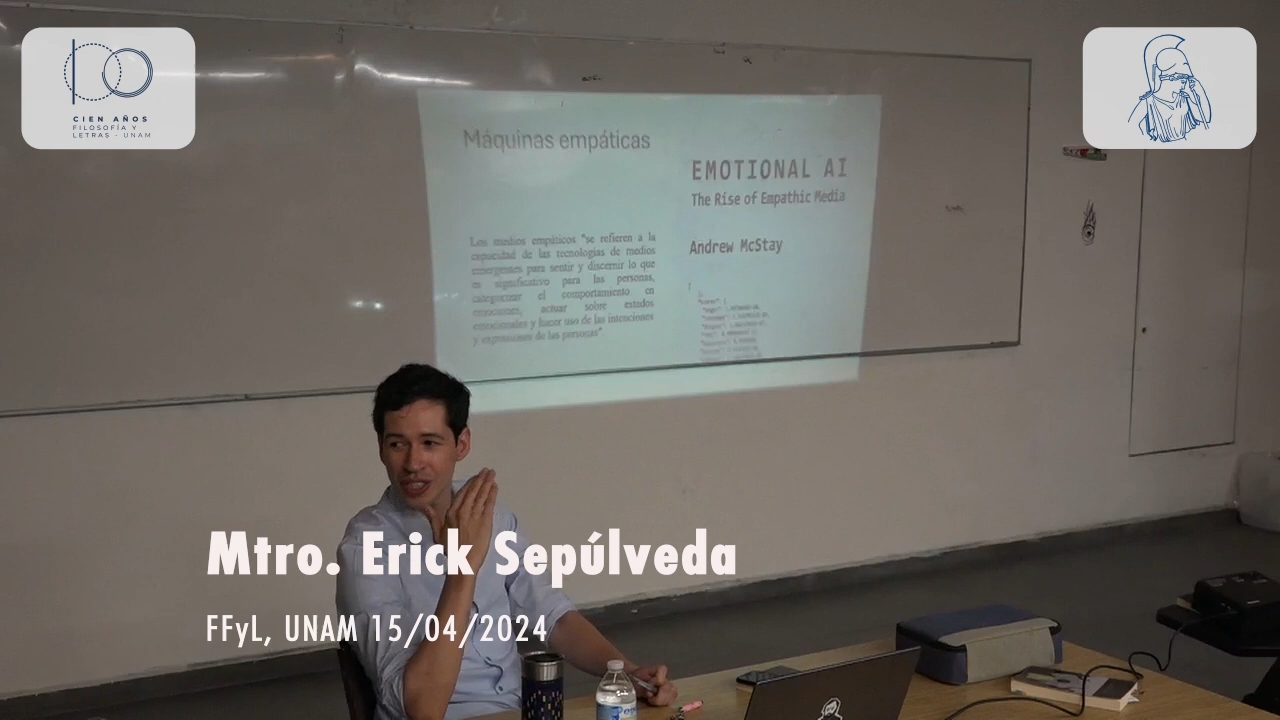 CIEN AÑOS
FILOSOFÍA Y
LETRAS · UNAM
Máquinas empáticas
Los medios empáticos "se refieren a la
capacidad de las tecnologías de medios
emergentes para sentir y discernir lo que
es significativo para las personas,
categorizar el comportamiento en
emociones, actuar sobre estados
emocionales y hacer uso de las intenciones
y expresiones de las personas"
EMOTIONAL AI
The Rise of Empathic Media
Andrew McStay
Mtro. Erick Sepúlveda
FFyL, UNAM 15/04/2024